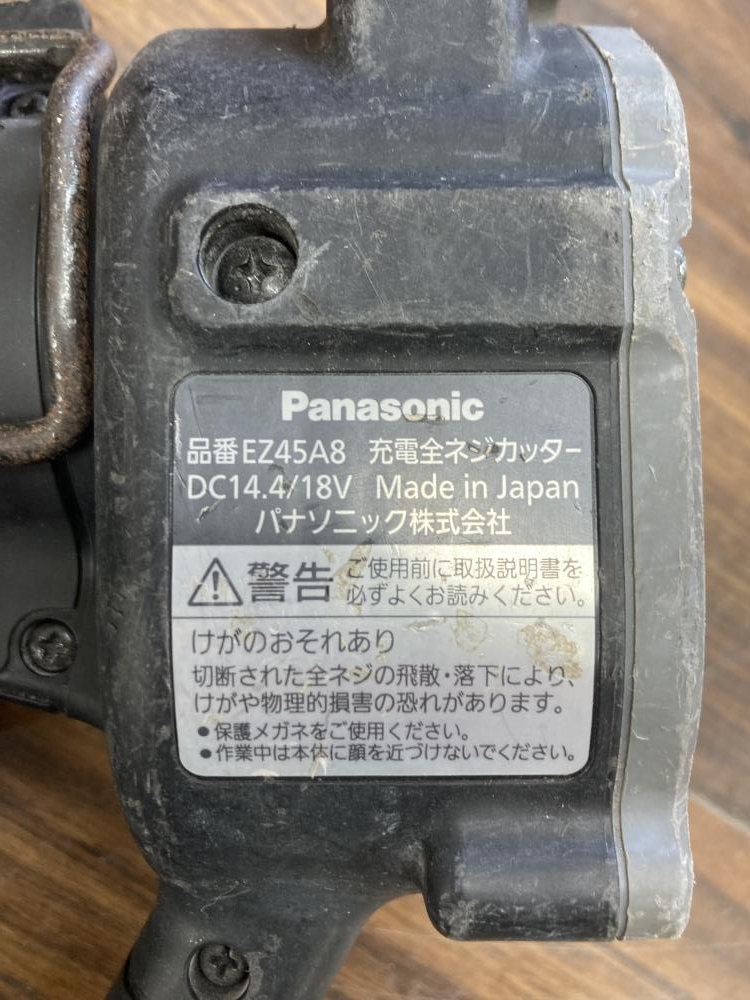 Panasonic
品番EZ45A8 充電全ネジカッター
DC14.4/18V Made in Japan
パナソニック株式会社
警告 ご使用前に取扱説明書を
必ずよくお読みください。
けがのおそれあり
切断された全ネジの飛散・落下により、
けがや物理的損害の恐れがあります。
●保護メガネをご使用ください。
●作業中は本体に顔を近づけないでください。